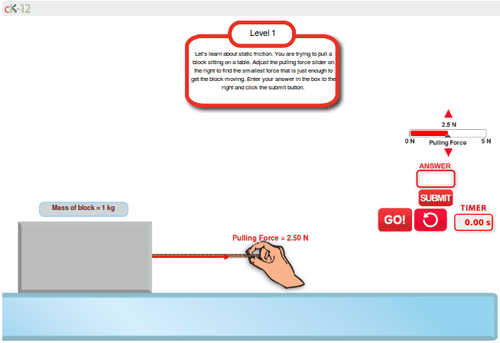 cK-12
Level 1
Let's learn about static friction. You are trying to pull a
block sitting on a table. Adjust the pulling force slider on
the right to find the smallest force that is just enough to
get the block moving. Enter your answer in the box to the
right and click the submit button.
2.5 N
0 N
5 N
Pulling Force
ANSWER
SUBMIT
GO!
TIMER
0.00 s
Mass of block = 1 kg
Pulling Force = 2.50 N